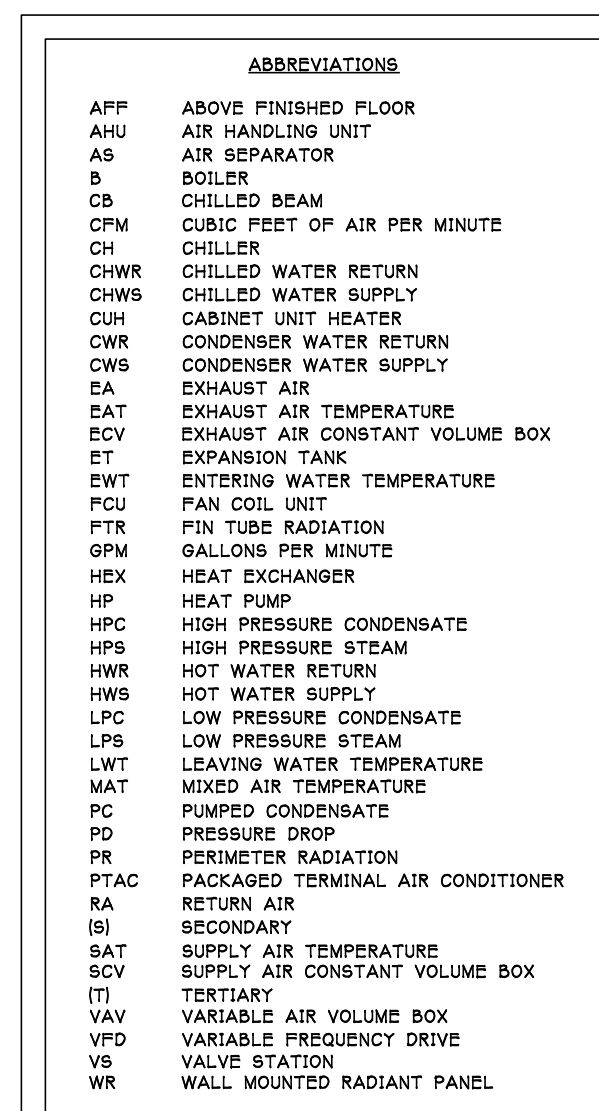 ABBREVIATIONS
AFF ABOVE FINISHED FLOOR
AHU AIR HANDLING UNIT
AS AIR SEPARATOR
B BOILER
CB CHILLED BEAM
CFM CUBIC FEET OF AIR PER MINUTE
CH CHILLER
CHWR CHILLED WATER RETURN
CHWS CHILLED WATER SUPPLY
CUH CABINET UNIT HEATER
CWR CONDENSER WATER RETURN
CWS CONDENSER WATER SUPPLY
EA EXHAUST AIR
EAT EXHAUST AIR TEMPERATURE
ECV EXHAUST AIR CONSTANT VOLUME BOX
ET EXPANSION TANK
EWT ENTERING WATER TEMPERATURE
FCU FAN COIL UNIT
FTR FIN TUBE RADIATION
GPM GALLONS PER MINUTE
HEX HEAT EXCHANGER
HP HEAT PUMP
HPC HIGH PRESSURE CONDENSATE
HPS HIGH PRESSURE STEAM
HWR HOT WATER RETURN
HWS HOT WATER SUPPLY
LPC LOW PRESSURE CONDENSATE
LPS LOW PRESSURE STEAM
LWT LEAVING WATER TEMPERATURE
MAT MIXED AIR TEMPERATURE
PC PUMPED CONDENSATE
PD PRESSURE DROP
PR PERIMETER RADIATION
PTAC PACKAGED TERMINAL AIR CONDITIONER
RA RETURN AIR
(S) SECONDARY
SAT SUPPLY AIR TEMPERATURE
SCV SUPPLY AIR CONSTANT VOLUME BOX
(T) TERTIARY
VAV VARIABLE AIR VOLUME BOX
VFD VARIABLE FREQUENCY DRIVE
VS VALVE STATION
WR WALL MOUNTED RADIANT PANEL